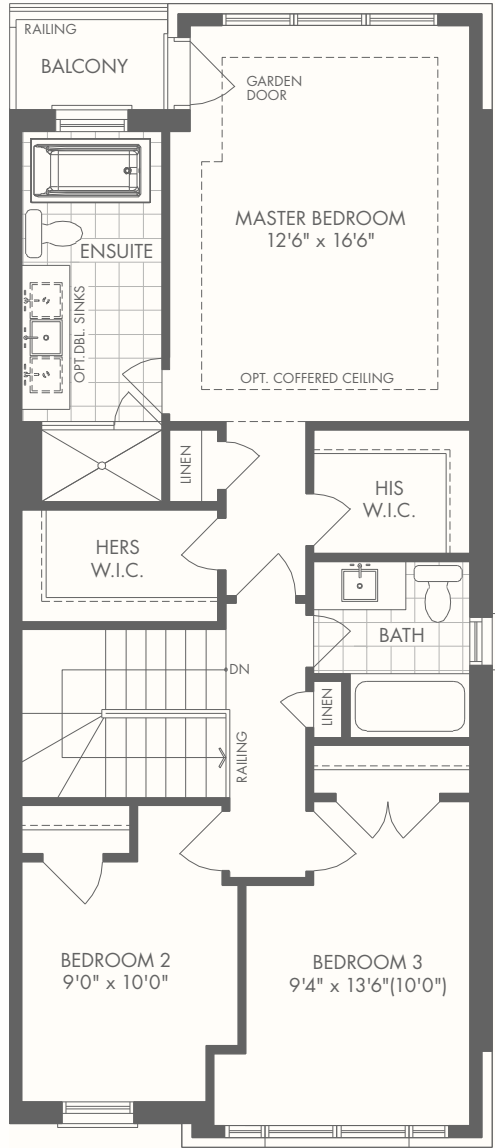 RAILING
BALCONY
GARDEN
DOOR
MASTER BEDROOM
12'6" x 16'6"
ENSUITE
OPT.DBL. SINKS
OPT. COFFERED CEILING
LINEN
HIS
W.I.C.
HERS
W.I.C.
BATH
DN
LINEN
RAILING
BEDROOM 2
9'0" x 10'0"
BEDROOM 3
9'4" x 13'6"(10'0")